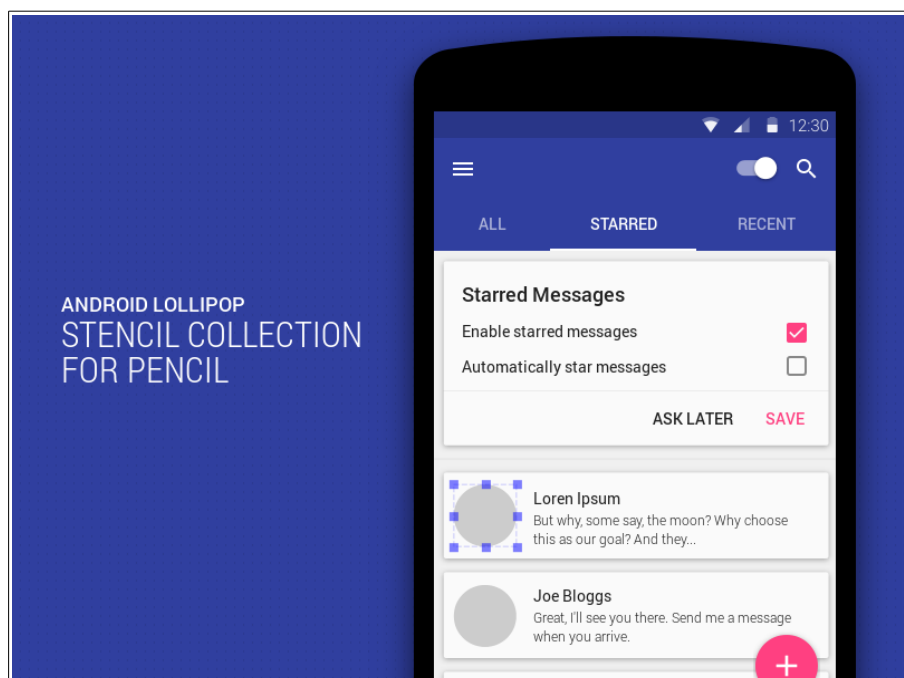 12:30
ALL STARRED RECENT
ANDROID LOLLIPOP
STENCIL COLLECTION
FOR PENCIL
Starred Messages
Enable starred messages
Automatically star messages
ASK LATER SAVE
Loren Ipsum
But why, some say, the moon? Why choose
this as our goal? And they...
Joe Bloggs
Great, I'll see you there. Send me a message
when you arrive.